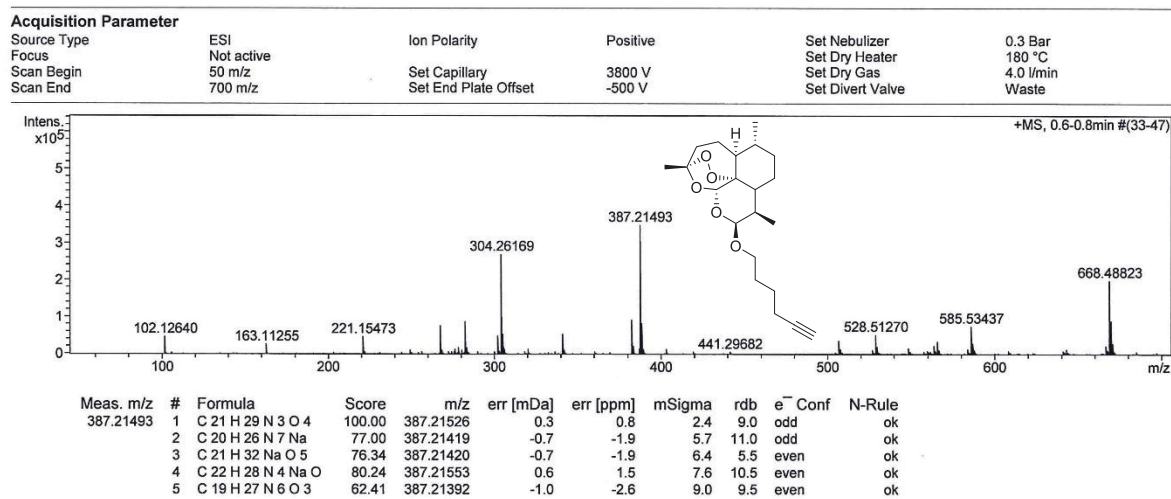 Acquisition Parameter
Source Type ESI Ion Polarity Positive Set Nebulizer 0.3 Bar
Focus Not active Set Dry Heater 180 °C
Scan Begin 50 m/z Set Capillary 3800 V Set Dry Gas 4.0 l/min
Scan End 700 m/z Set End Plate Offset -500 V Set Divert Valve Waste
Intens. +MS, 0.6-0.8min #(33-47)
x10^5
H
O
O
O
O
O
5
4
3
2
1
0
387.21493
304.26169
668.48823
102.12640
163.11255
221.15473
441.29682
528.51270
585.53437
100 200 300 400 500 600 m/z
Meas. m/z # Formula Score m/z err [mDa] err [ppm] mSigma rdb e⁻ Conf N-Rule
387.21493 1 C 21 H 29 N 3 O 4 100.00 387.21526 0.3 0.8 2.4 9.0 odd ok
2 C 20 H 26 N 7 Na 77.00 387.21419 -0.7 -1.9 5.7 11.0 odd ok
3 C 21 H 32 Na O 5 76.34 387.21420 -0.7 -1.9 6.4 5.5 even ok
4 C 22 H 28 N 4 Na O 80.24 387.21553 0.6 1.5 7.6 10.5 even ok
5 C 19 H 27 N 6 O 3 62.41 387.21392 -1.0 -2.6 9.0 9.5 even ok